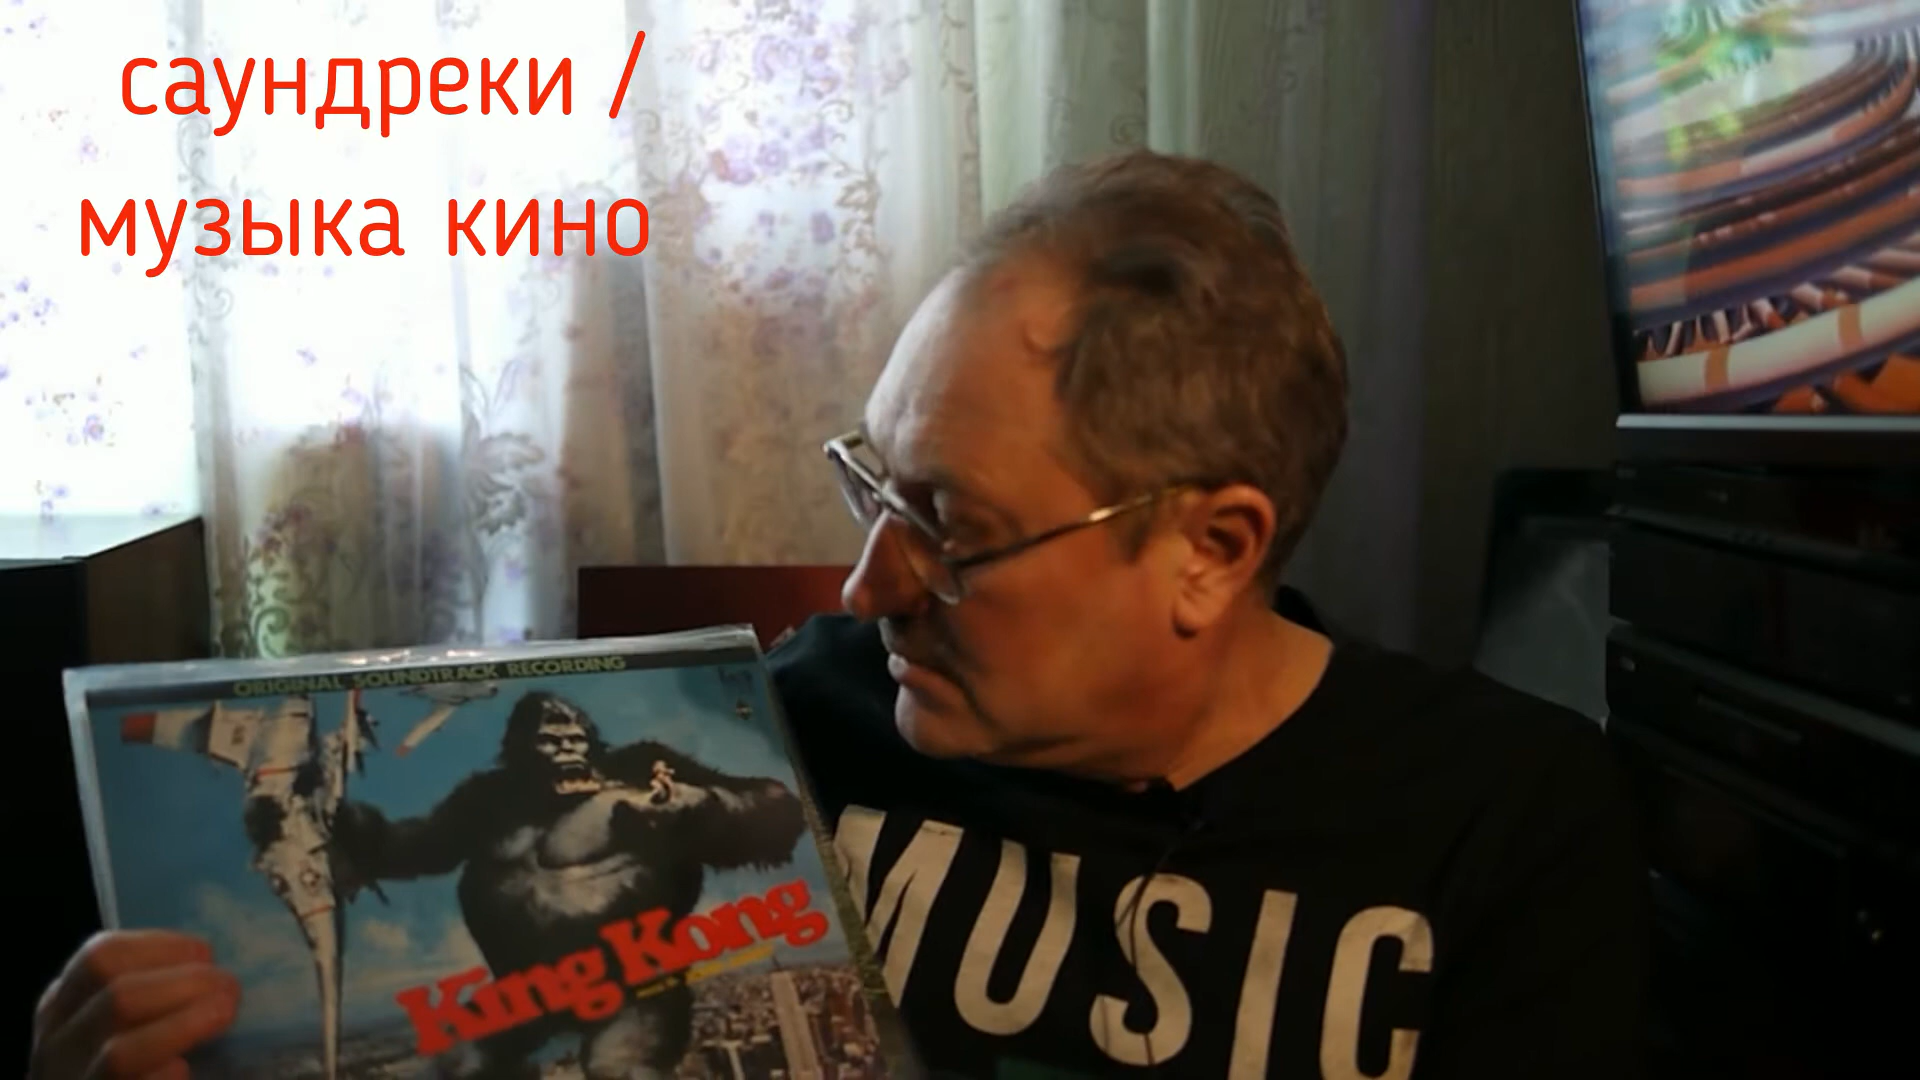 саундреки /
музыка кино
ORIGINAL SOUNDTRACK RECORDING
King Kong
MUSIC